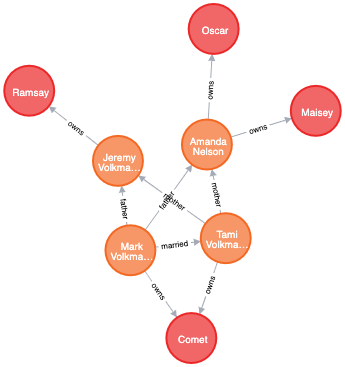 Oscar
Ramsay
owns
Maisey
owns
owns
Amanda
Nelson
Jeremy
Volkma…
father
mother
mother
father
Mark
Volkma…
married
Tami
Volkma…
owns
owns
Comet